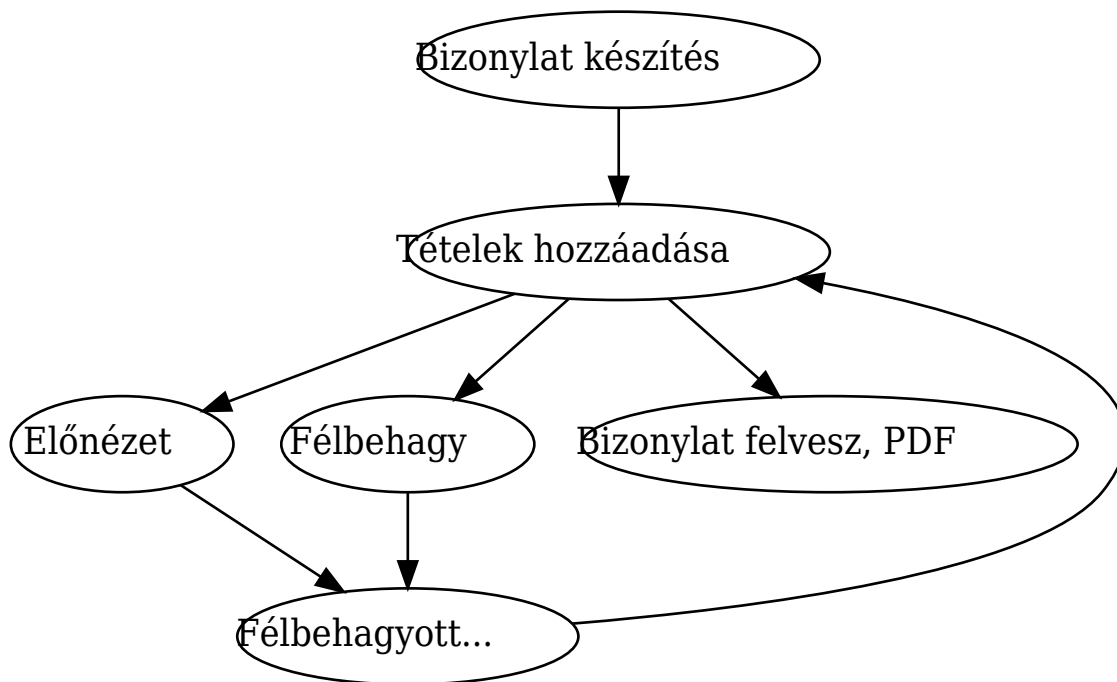 Bizonylat készítés
Tételek hozzáadása
Előnézet
Félbehagy
Bizonylat felvesz, PDF
Félbehagyott...